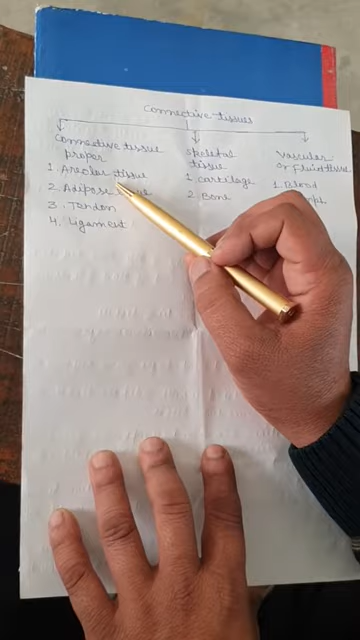 Connective tissues
Connective tissue
proper
1. Areolar tissue
2. Adipose
3. Tendon
4. Ligament
Skeletal
tissue
1. Cartilage
2. Bone
Vascular
or fluid tissue
1. Blood